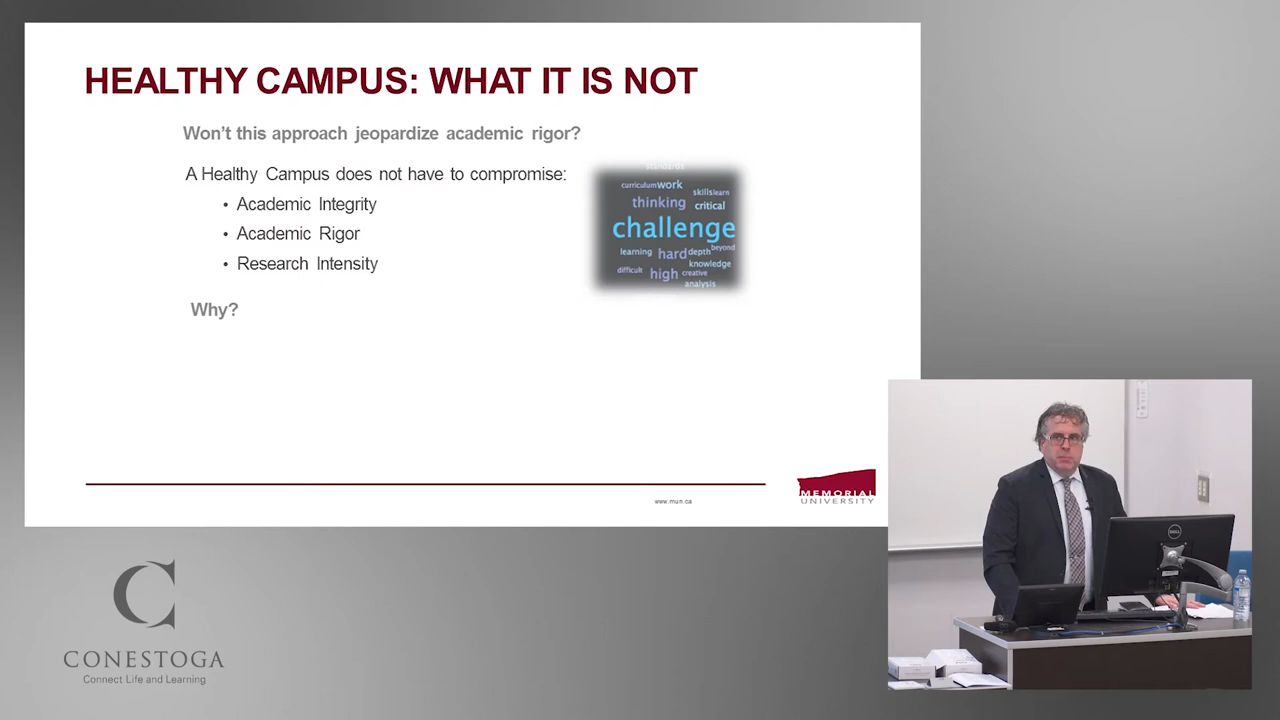 HEALTHY CAMPUS: WHAT IT IS NOT
Won't this approach jeopardize academic rigor?
A Healthy Campus does not have to compromise:
• Academic Integrity
• Academic Rigor
• Research Intensity
Why?
standards
curriculum work
skills learn
thinking
critical
challenge
learning hard depth beyond
knowledge
difficult high creative
analysis
www.mun.ca
MEMORIAL
UNIVERSITY
C
CONESTOGA
Connect Life and Learning
DELL